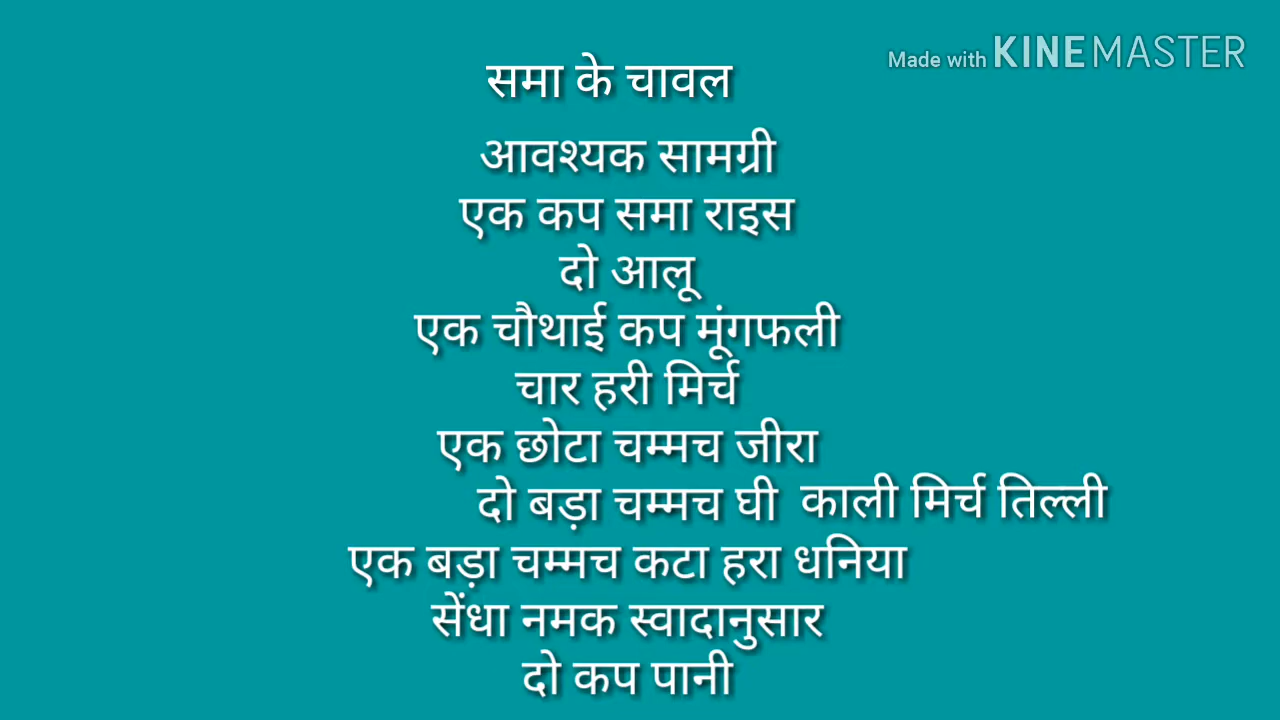 Made with KINEMASTER
समा के चावल
आवश्यक सामग्री
एक कप समा राइस
दो आलू
एक चौथाई कप मूंगफली
चार हरी मिर्च
एक छोटा चम्मच जीरा
दो बड़ा चम्मच घी काली मिर्च तिल्ली
एक बड़ा चम्मच कटा हरा धनिया
सेंधा नमक स्वादानुसार
दो कप पानी